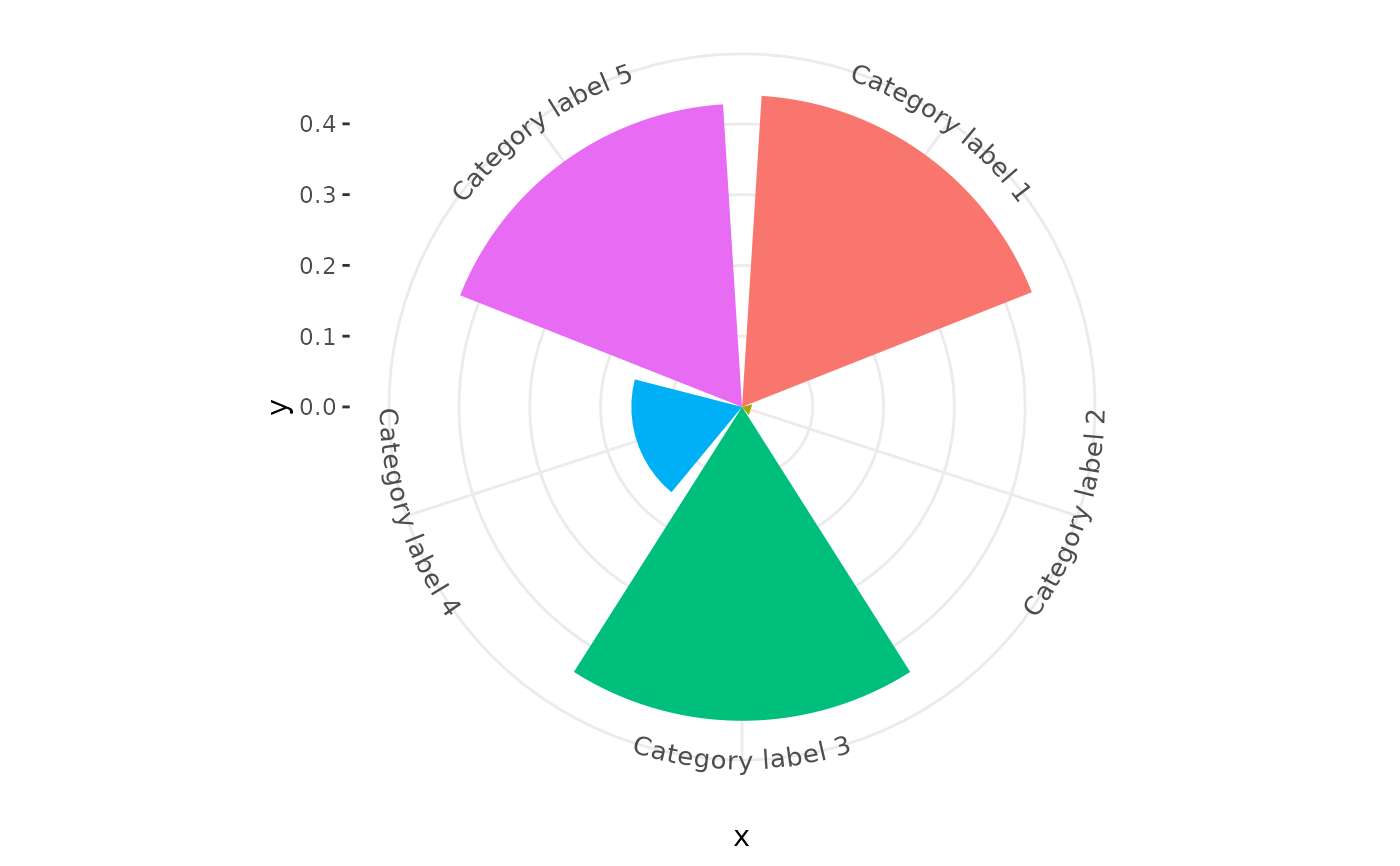 Category label 5
Category label 1
0.4
0.3
0.2
0.1
0.0
y
Category label 4
Category label 2
Category label 3
x